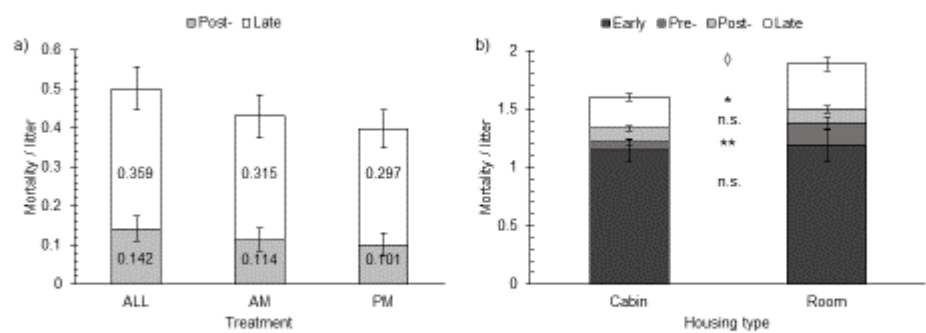 ■Post- □Late
a)
0.6
0.5
0.4
0.3
0.2
0.1
0
Mortality / litter
0.359
0.315
0.297
0.142
0.114
0.101
ALL AM PM
Treatment
■Early ■Pre- ■Post- □Late
b)
2
1.5
1
0.5
0
Mortality / litter
◊
*
n.s.
**
n.s.
Cabin Room
Housing type